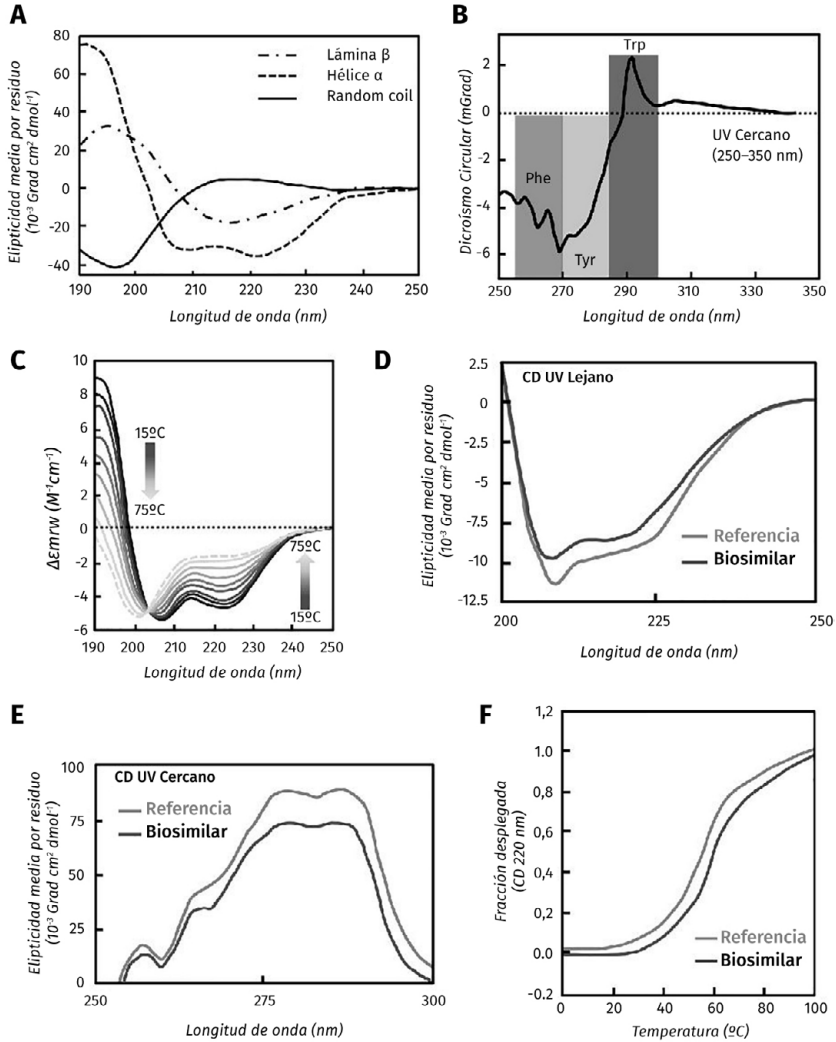 A
Elipticidad media por residuo
(10⁻³ Grad cm² dmol⁻¹)
80
60
40
20
0
-20
-40
Lámina β
Hélice α
Random coil
190
200
210
220
230
240
250
Longitud de onda (nm)
B
Dicroísmo Circular (mGrad)
2
0
-2
-4
-6
Trp
UV Cercano
(250–350 nm)
Phe
Tyr
250
270
290
310
330
350
Longitud de onda (nm)
C
Δεmrw (M⁻¹cm⁻¹)
10
8
6
4
2
0
-2
-4
-6
15ºC
75ºC
75ºC
15ºC
190
200
210
220
230
240
250
Longitud de onda (nm)
D
Elipticidad media por residuo
(10⁻³ Grad cm² dmol⁻¹)
2.5
0
-2.5
-5
-7.5
-10
-12.5
CD UV Lejano
Referencia
Biosimilar
200
225
250
Longitud de onda (nm)
E
Elipticidad media por residuo
(10⁻³ Grad cm² dmol⁻¹)
100
75
50
25
0
CD UV Cercano
Referencia
Biosimilar
250
275
300
Longitud de onda (nm)
F
Fracción desplegada
(CD 220 nm)
1,2
1.0
0,8
0,6
0,2
0.0
-0.2
Referencia
Biosimilar
0
20
40
60
80
100
Temperatura (ºC)